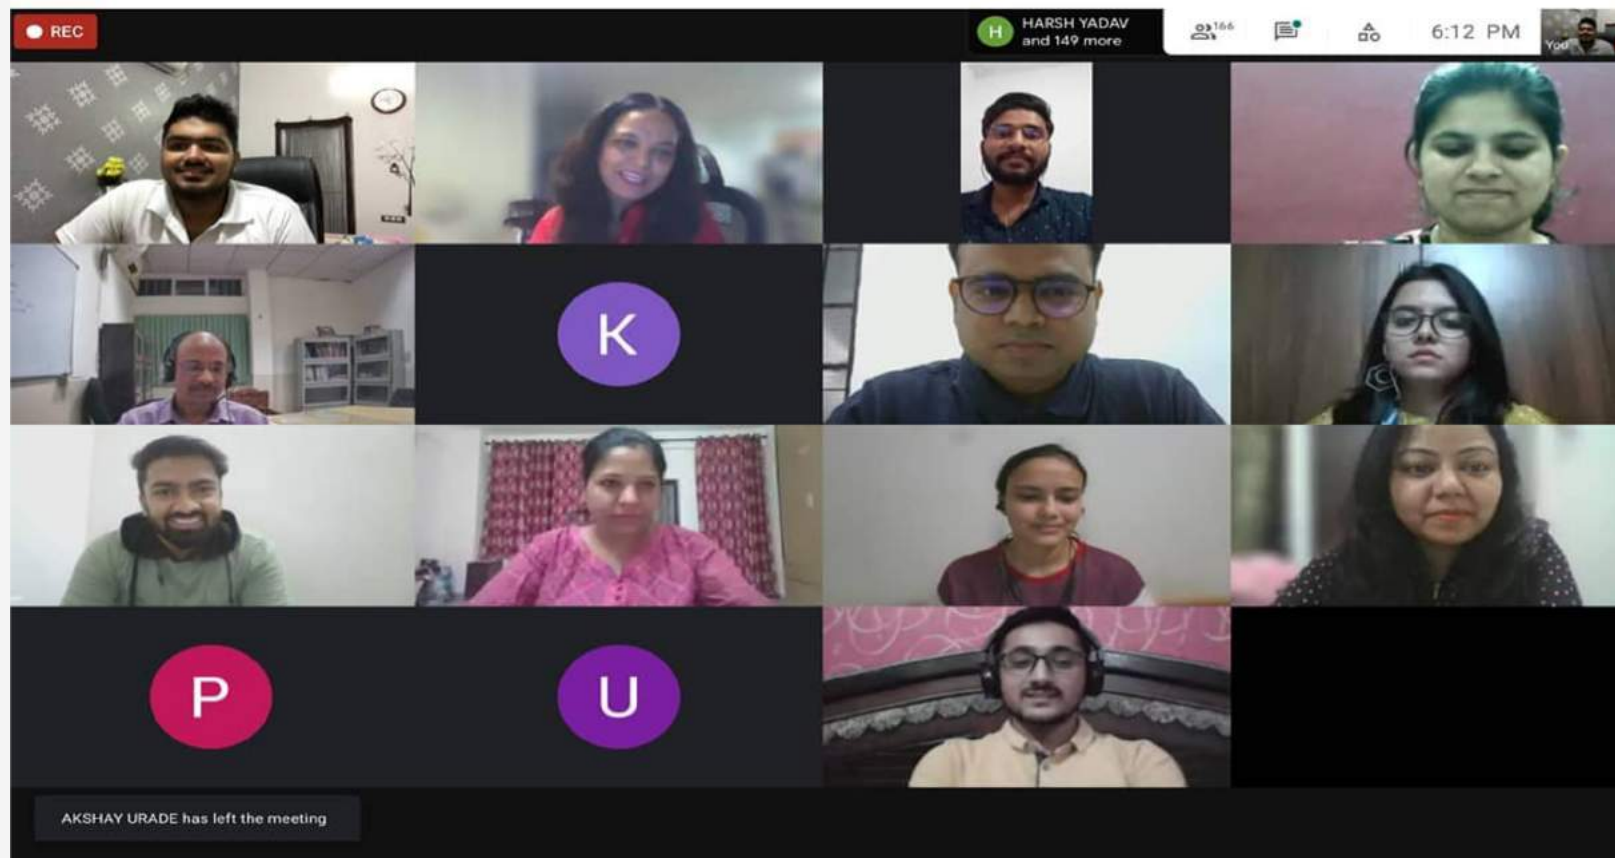 REC
HARSH YADAV
H
and 149 more
166
6:12 PM
You
K
P
U
AKSHAY URADE has left the meeting